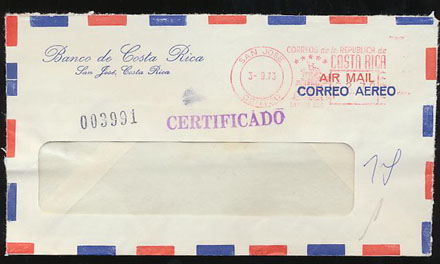 Banco de Costa Rica
San José, Costa Rica
003991
CERTIFICADO
SAN JOSE
3-9.73
CORREOS de la REPUBLICA de
COSTA RICA
AIR MAIL
CORREO AEREO